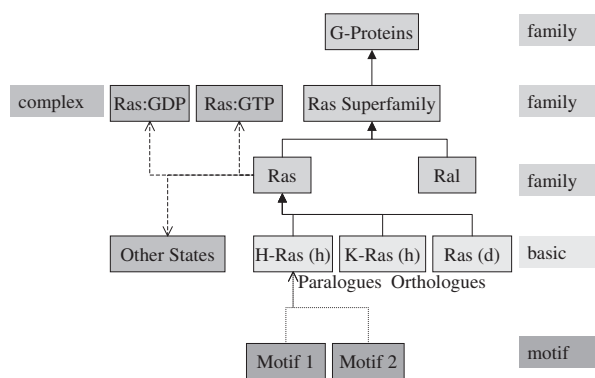 G-Proteins
family
complex
Ras:GDP
Ras:GTP
Ras Superfamily
family
Ras
Ral
family
Other States
H-Ras (h)
K-Ras (h)
Ras (d)
basic
Paralogues Orthologues
Motif 1
Motif 2
motif